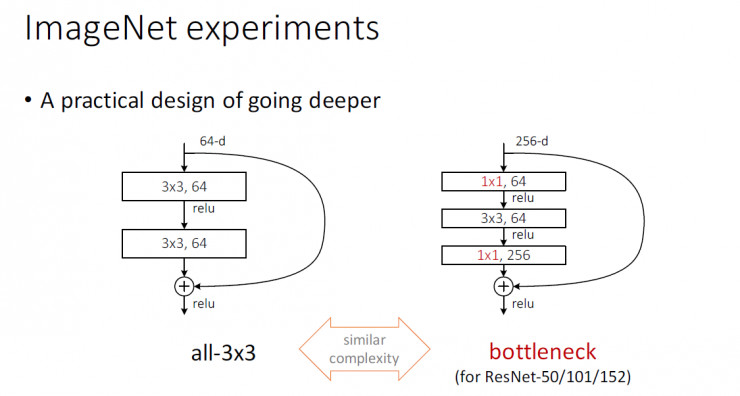 ImageNet experiments
• A practical design of going deeper
64-d
3x3, 64
relu
3x3, 64
relu
all-3x3
similar
complexity
256-d
1x1, 64
relu
3x3, 64
relu
1x1, 256
relu
bottleneck
(for ResNet-50/101/152)